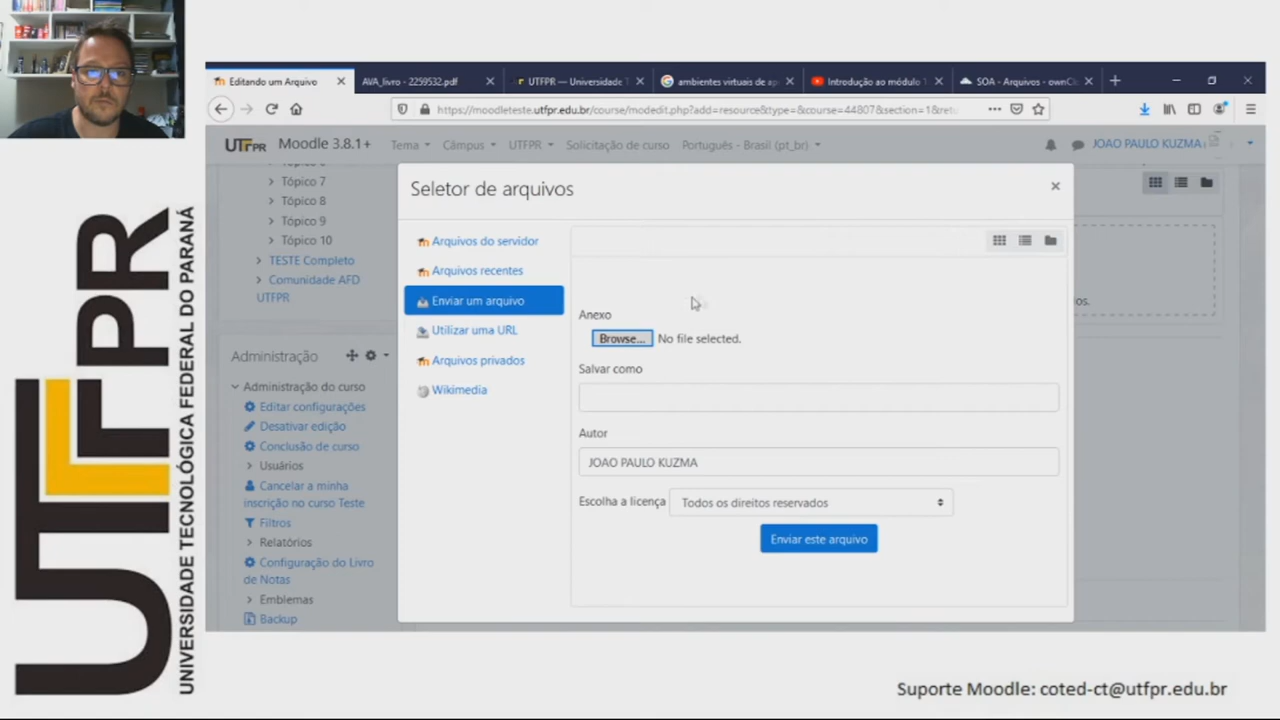 Editando um Arquivo
AVA_livro - 2259532.pdf
UTFPR — Universidade T
ambientes virtuais de ap
Introdução ao módulo
SOA - Arquivos - ownCl
https://moodleteste.utfpr.edu.br/course/modedit.php?add=resource&type=&course=44807&section=1&retu
UTFPR
Moodle 3.8.1+
Tema
Câmpus
UTFPR
Solicitação de curso
Português - Brasil (pt_br)
JOAO PAULO KUZMA
Tópico 7
Tópico 8
Tópico 9
Tópico 10
TESTE Completo
Comunidade AFD
UTFPR
Administração
Administração do curso
Editar configurações
Desativar edição
Conclusão de curso
Usuários
Cancelar a minha
inscrição no curso Teste
Filtros
Relatórios
Configuração do Livro
de Notas
Emblemas
Backup
Seletor de arquivos
Arquivos do servidor
Arquivos recentes
Enviar um arquivo
Utilizar uma URL
Arquivos privados
Wikimedia
Anexo
Browse... No file selected.
Salvar como
Autor
JOAO PAULO KUZMA
Escolha a licença
Todos os direitos reservados
Enviar este arquivo
UTFPR
UNIVERSIDADE TECNOLÓGICA FEDERAL DO PARANÁ
Suporte Moodle: coted-ct@utfpr.edu.br